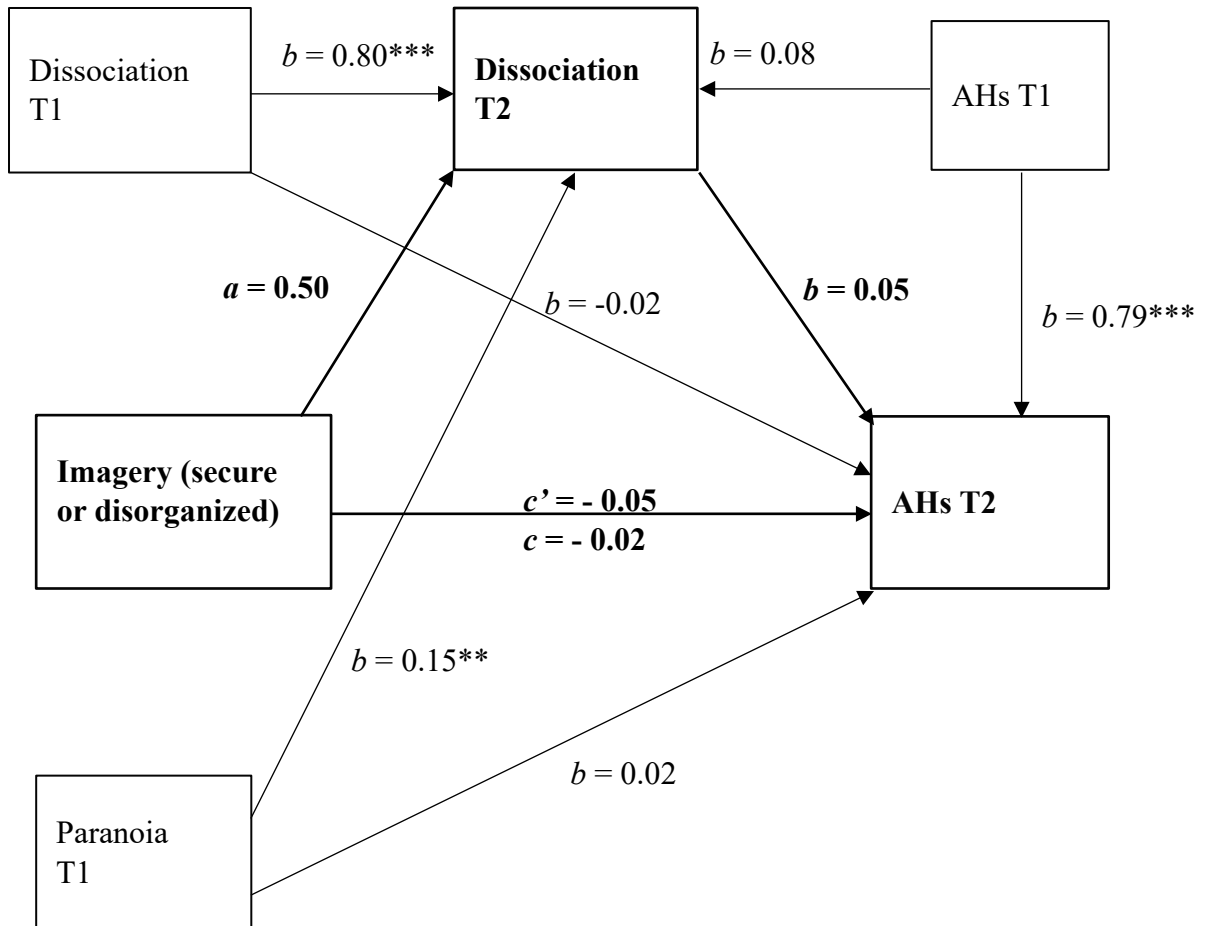 Dissociation
T1
b = 0.80***
Dissociation
T2
b = 0.08
AHs T1
a = 0.50
b = -0.02
b = 0.05
b = 0.79***
Imagery (secure
or disorganized)
c’ = - 0.05
c = - 0.02
AHs T2
b = 0.15**
b = 0.02
Paranoia
T1